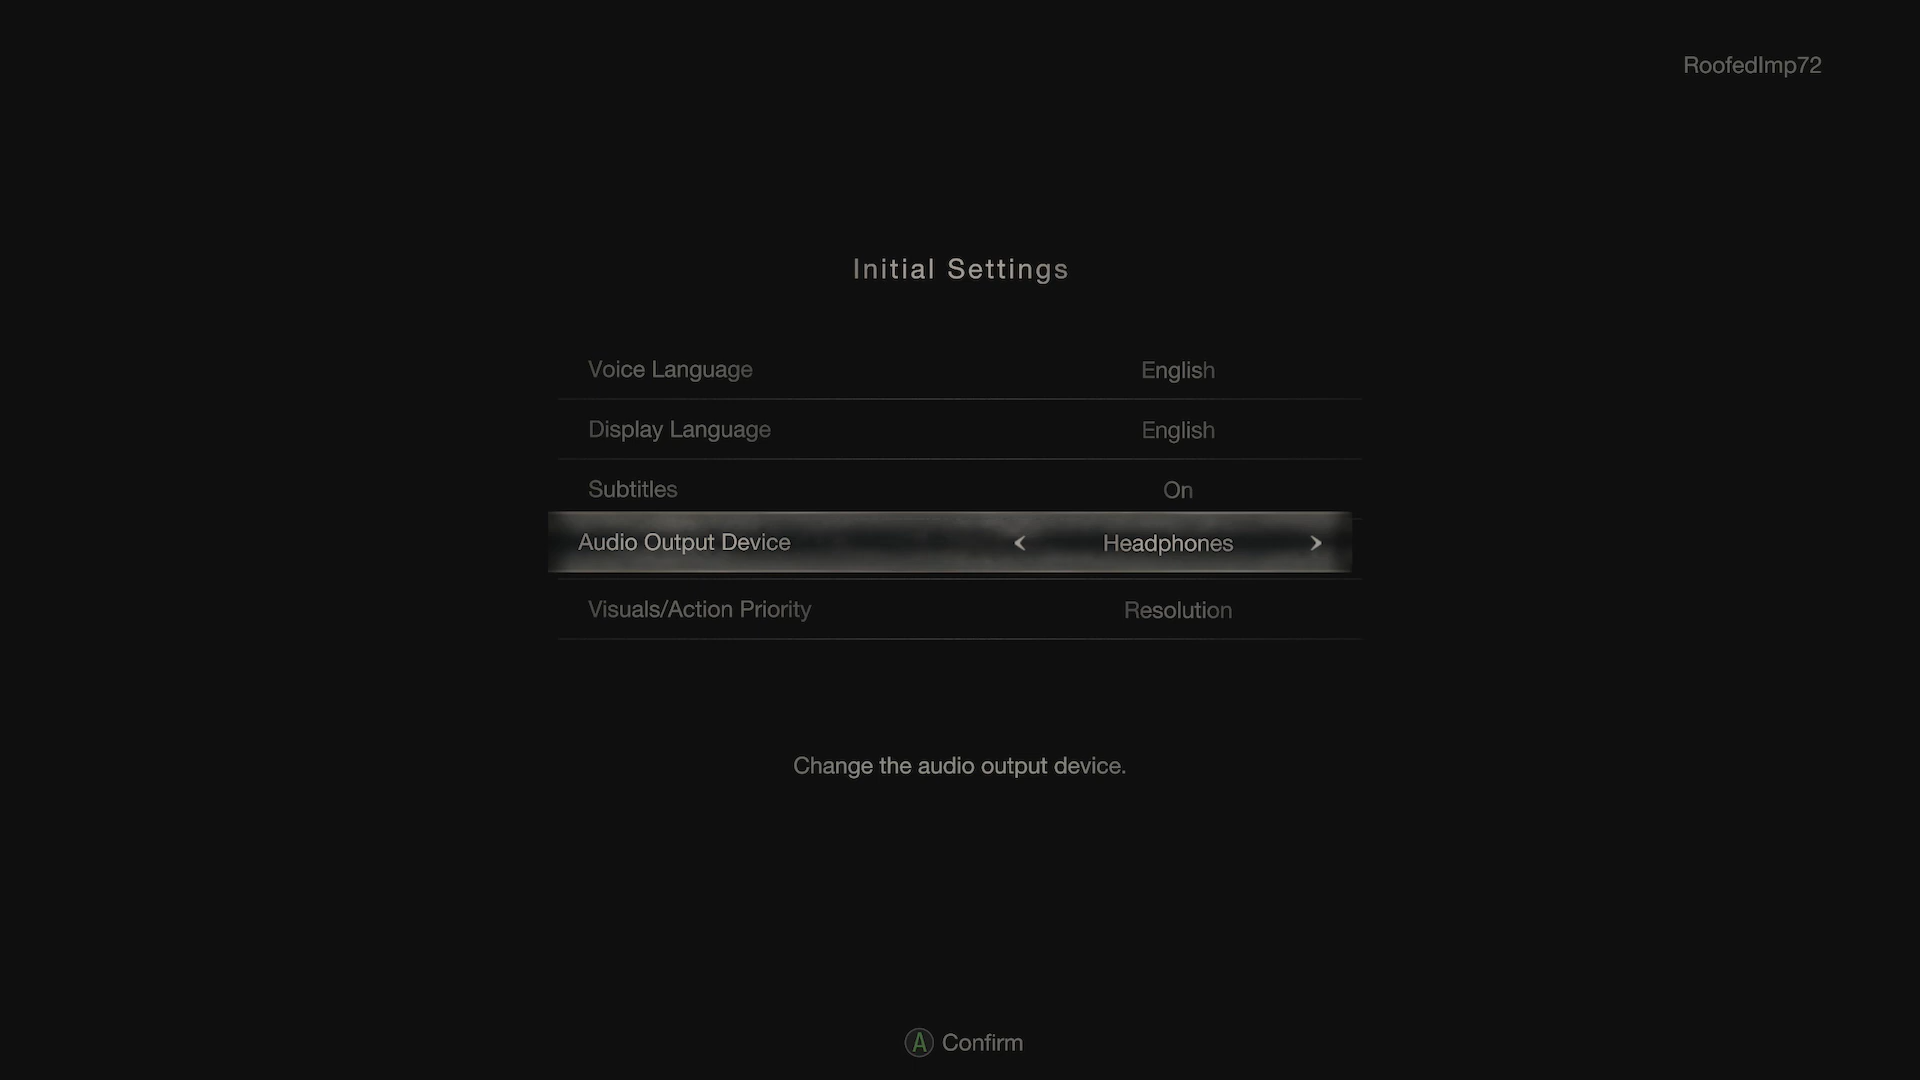 RoofedImp72
Initial Settings
Voice Language English
Display Language English
Subtitles On
Audio Output Device < Headphones >
Visuals/Action Priority Resolution
Change the audio output device.
A Confirm